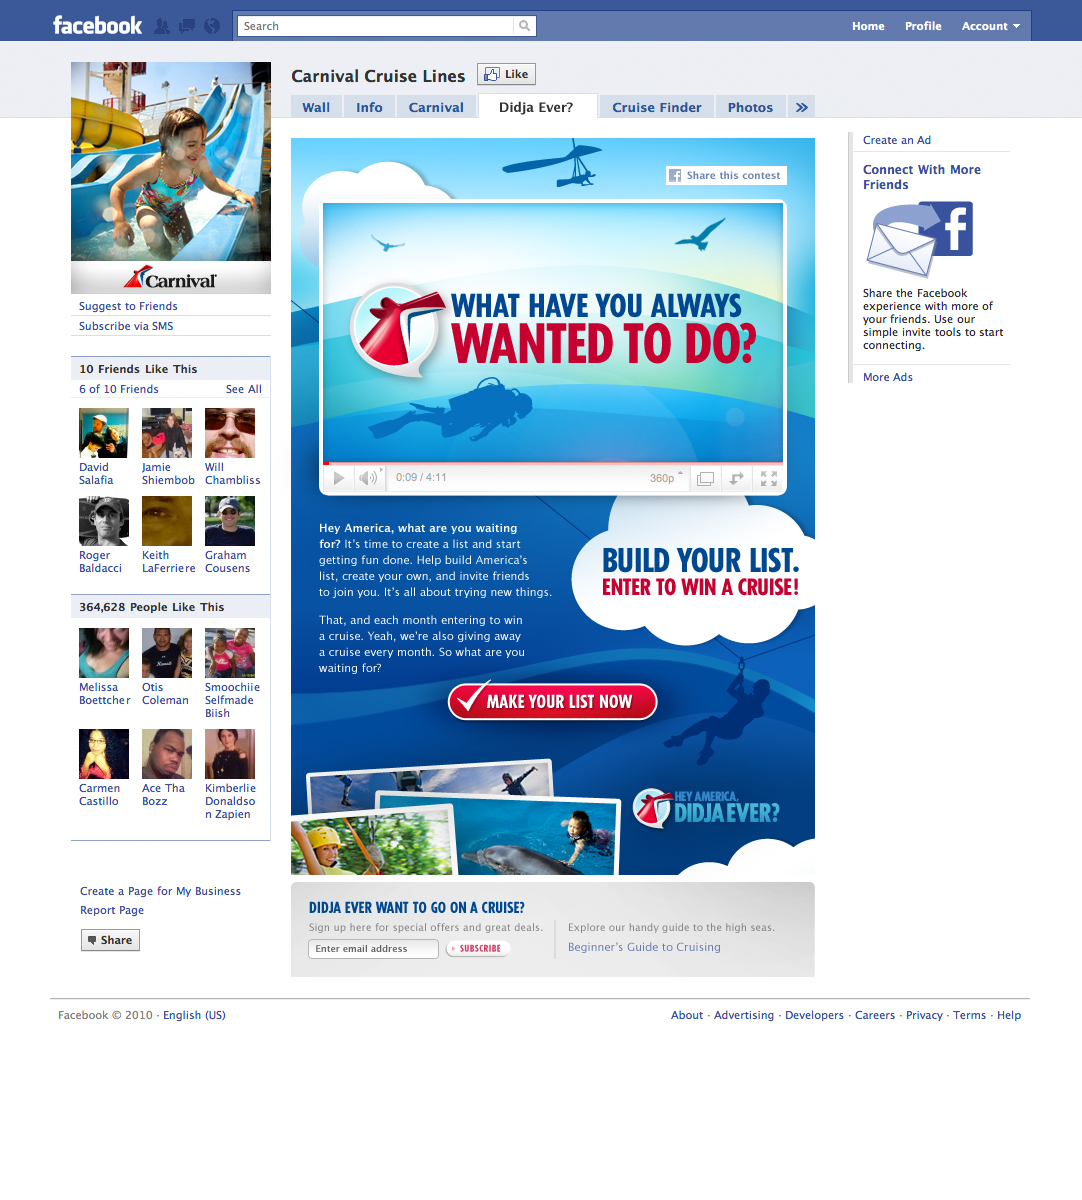 facebook
Search
Home Profile Account
Carnival Cruise Lines
Like
Wall Info Carnival Didja Ever? Cruise Finder Photos »
Carnival
Suggest to Friends
Subscribe via SMS
10 Friends Like This
6 of 10 Friends See All
David Salafia
Jamie Shiembob
Will Chambliss
Roger Baldacci
Keith LaFerriere
Graham Cousens
364,628 People Like This
Melissa Boettcher
Otis Coleman
Smoochiie Selfmade Biish
Carmen Castillo
Ace Tha Bozz
Kimberlie Donaldso n Zapien
Create a Page for My Business
Report Page
Share
Share this contest
WHAT HAVE YOU ALWAYS
WANTED TO DO?
0:09 / 4:11
360p
Hey America, what are you waiting
for? It's time to create a list and start
getting fun done. Help build America's
list, create your own, and invite friends
to join you. It's all about trying new things.
That, and each month entering to win
a cruise. Yeah, we're also giving away
a cruise every month. So what are you
waiting for?
BUILD YOUR LIST.
ENTER TO WIN A CRUISE!
MAKE YOUR LIST NOW
HEY AMERICA,
DIDJA EVER?
DIDJA EVER WANT TO GO ON A CRUISE?
Sign up here for special offers and great deals.
Enter email address
SUBSCRIBE
Explore our handy guide to the high seas.
Beginner's Guide to Cruising
Create an Ad
Connect With More
Friends
f
Share the Facebook
experience with more of
your friends. Use our
simple invite tools to start
connecting.
More Ads
Facebook © 2010 · English (US)
About · Advertising · Developers · Careers · Privacy · Terms · Help